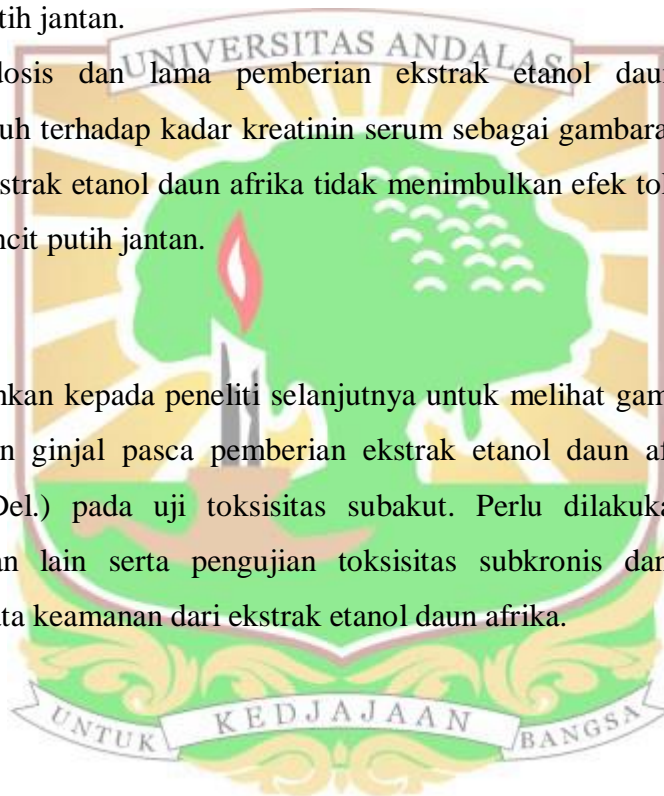 tih jantan.
UNIVERSITAS ANDALAS
dosis dan lama pemberian ekstrak etanol daun
uh terhadap kadar kreatinin serum sebagai gambara
kstrak etanol daun afrika tidak menimbulkan efek tok
ncit putih jantan.
nkan kepada peneliti selanjutnya untuk melihat gam
n ginjal pasca pemberian ekstrak etanol daun af
Del.) pada uji toksisitas subakut. Perlu dilakuka
an lain serta pengujian toksisitas subkronis dan
ata keamanan dari ekstrak etanol daun afrika.
UNTUK KEDJAJAAN BANGSA